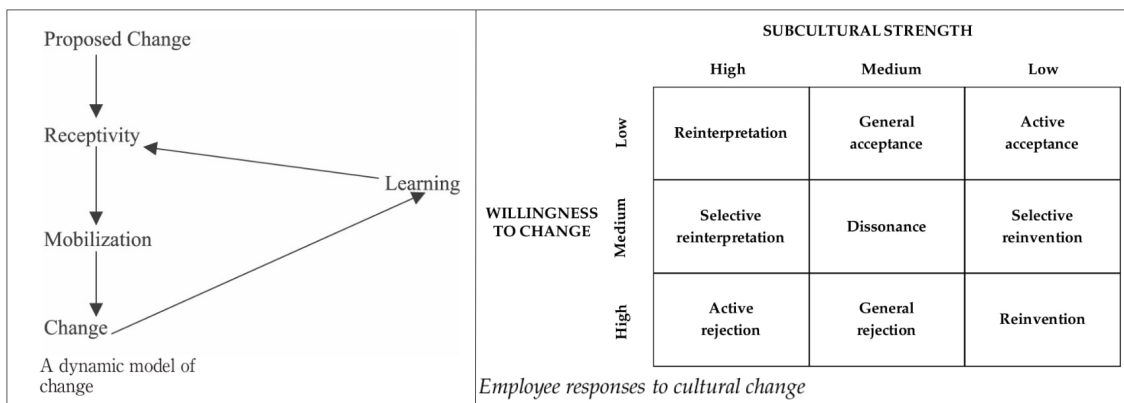 Proposed Change
Receptivity
Learning
Mobilization
Change
A dynamic model of
change
SUBCULTURAL STRENGTH
High Medium Low
WILLINGNESS
TO CHANGE
Low
Reinterpretation
General
acceptance
Active
acceptance
Medium
Selective
reinterpretation
Dissonance
Selective
reinvention
High
Active
rejection
General
rejection
Reinvention
Employee responses to cultural change